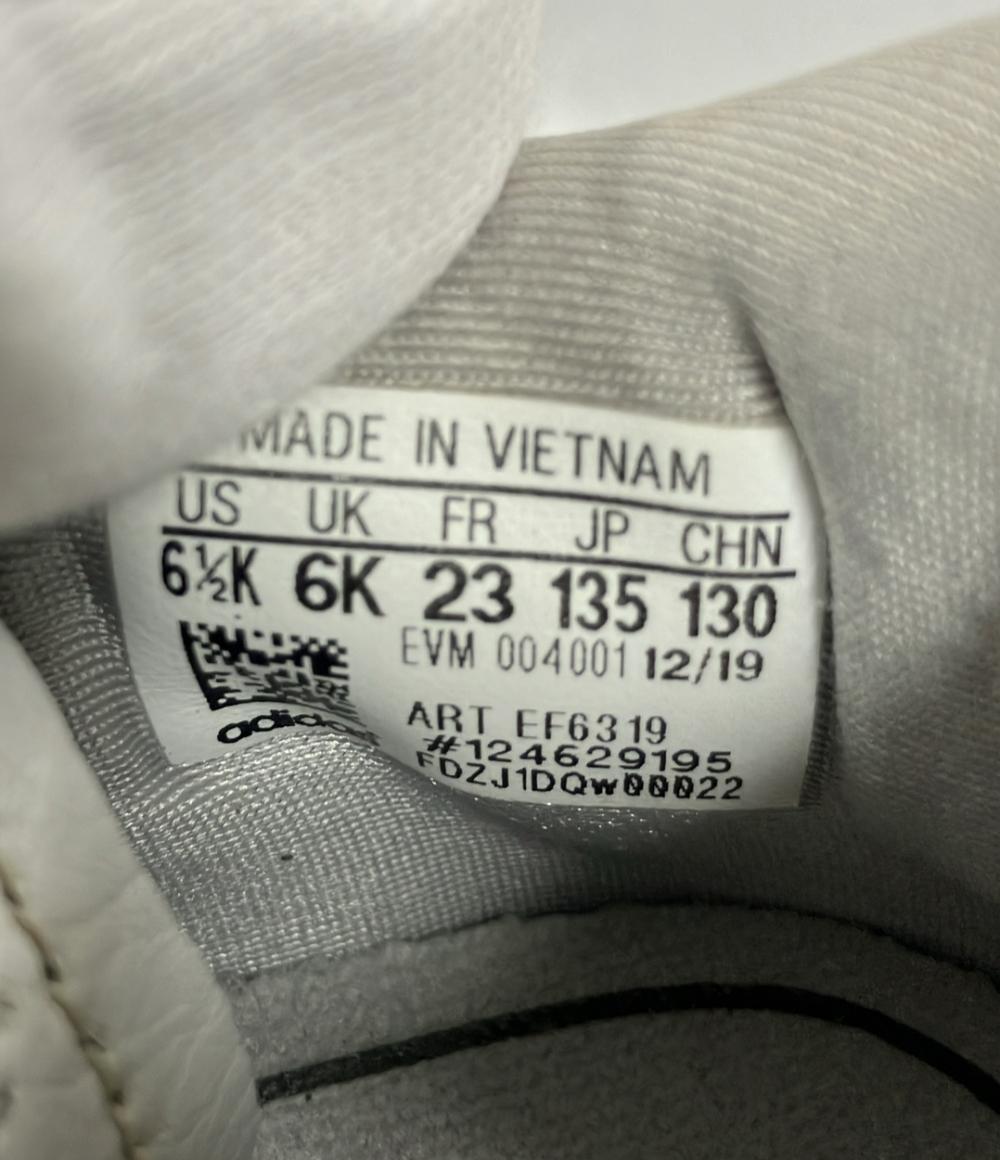 MADE IN VIETNAM
US UK FR JP CHN
6½K 6K 23 135 130
EVM 004001 12/19
adidas
ART EF6319
#124629195
FDZJ1DQw00022